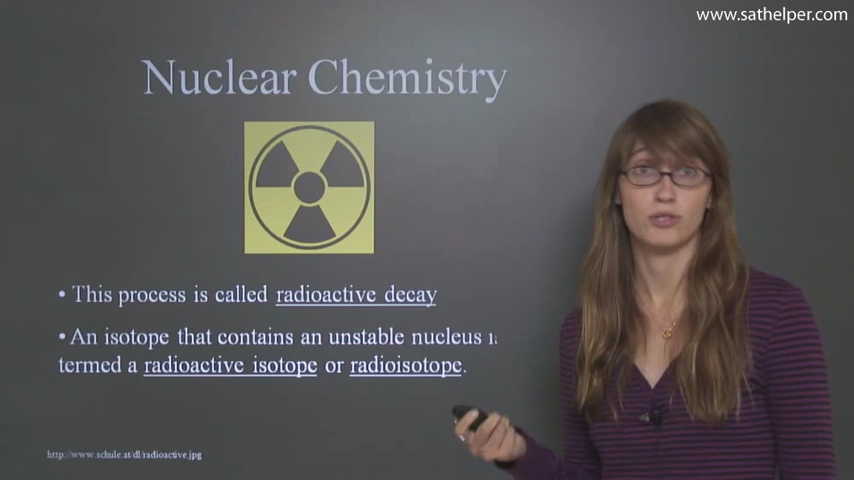 www.sathelper.com
Nuclear Chemistry
• This process is called radioactive decay
• An isotope that contains an unstable nucleus
termed a radioactive isotope or radioisotope.
http://www.schule.at/dl/radioactive.jpg